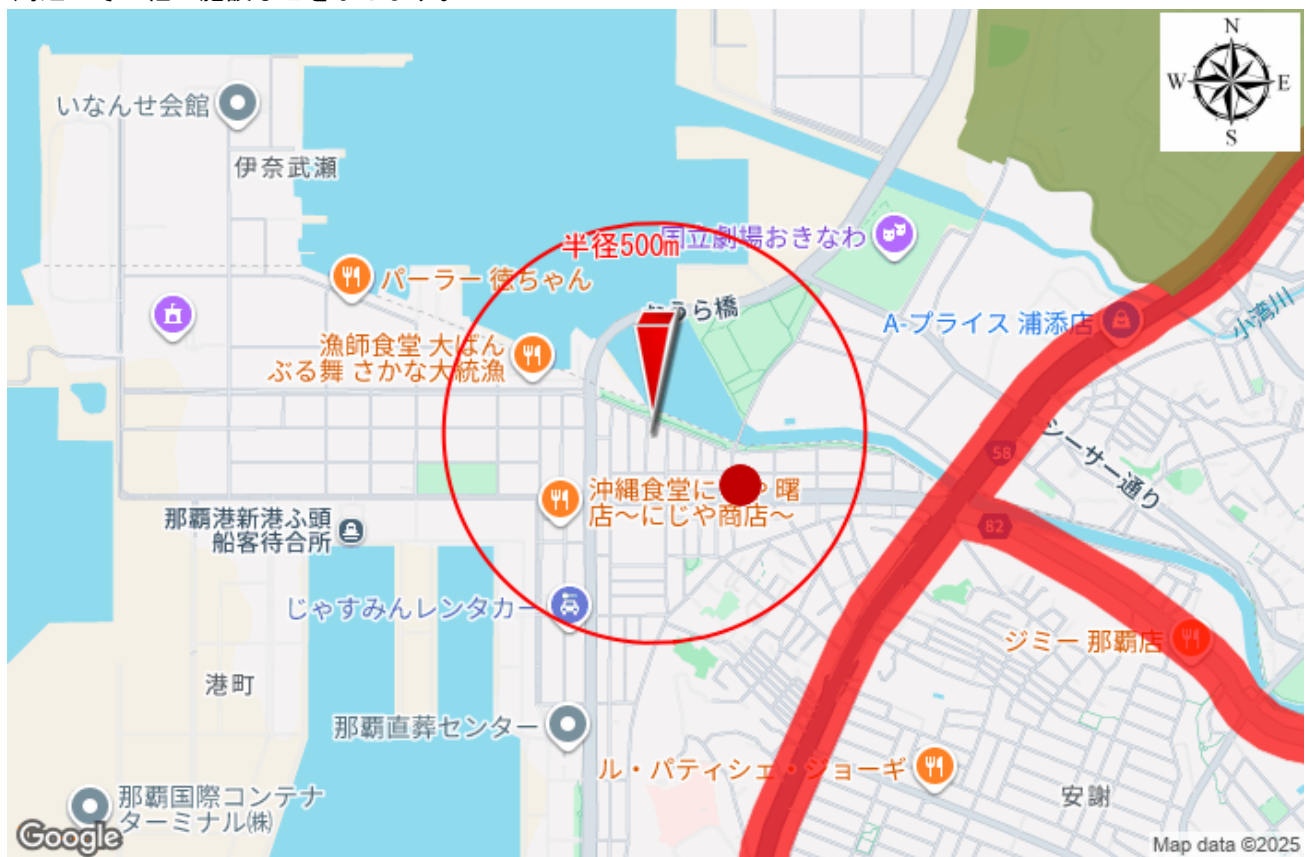 N
W
E
S
いなんせ会館
伊奈武瀬
半径500m
国立劇場おきなわ
パーラー 徳ちゃん
うら橋
A-プライス 浦添店
小湾川
漁師食堂 大ばん
ぶる舞 さかな大統漁
58
シーサー通り
沖縄食堂に
曙
店～にじや商店～
那覇港新港ふ頭
船客待合所
82
じゃすみんレンタカー
ジミー 那覇店
港町
那覇直葬センター
ル・パティシェ・ジョーギ
安謝
那覇国際コンテナ
ターミナル㈱
Google
Map data ©2025